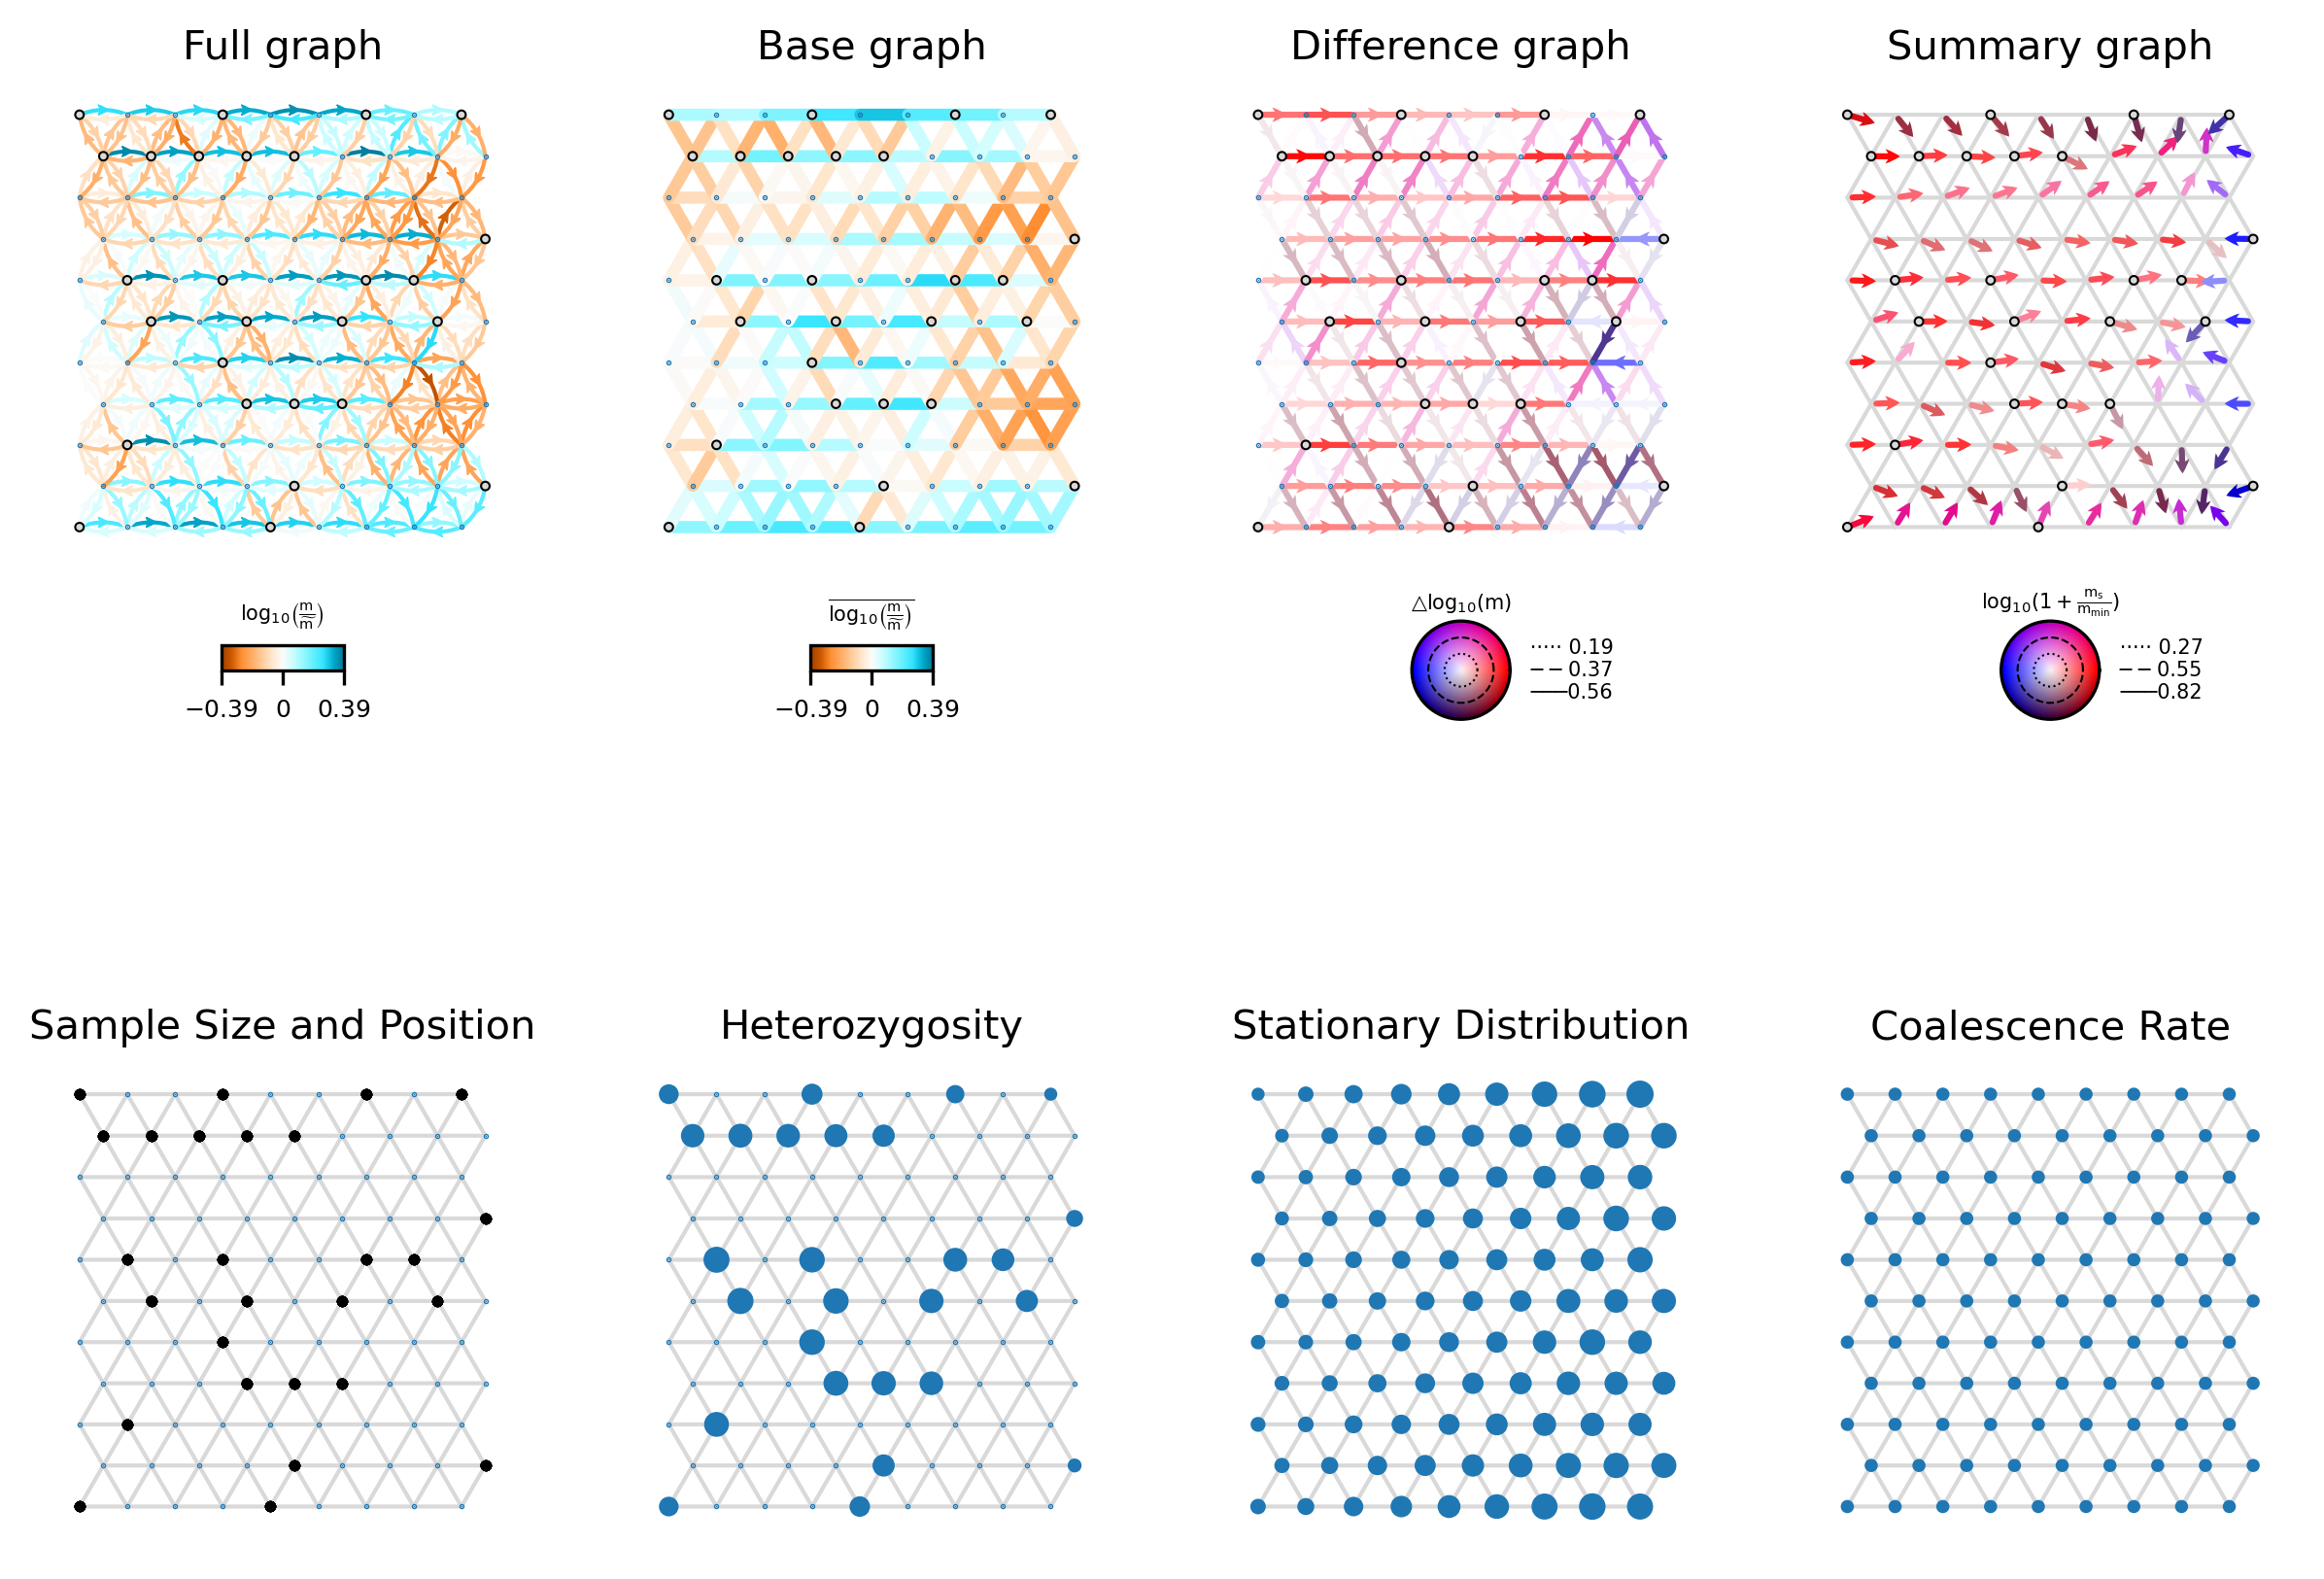 Full graph
Base graph
Difference graph
Summary graph
log₁₀(m/m̃)
−0.39 0 0.39
log₁₀(m/m̃)
−0.39 0 0.39
△log₁₀(m)
0.19
0.37
0.56
log₁₀(1 + mₛ/m_min)
0.27
0.55
0.82
Sample Size and Position
Heterozygosity
Stationary Distribution
Coalescence Rate